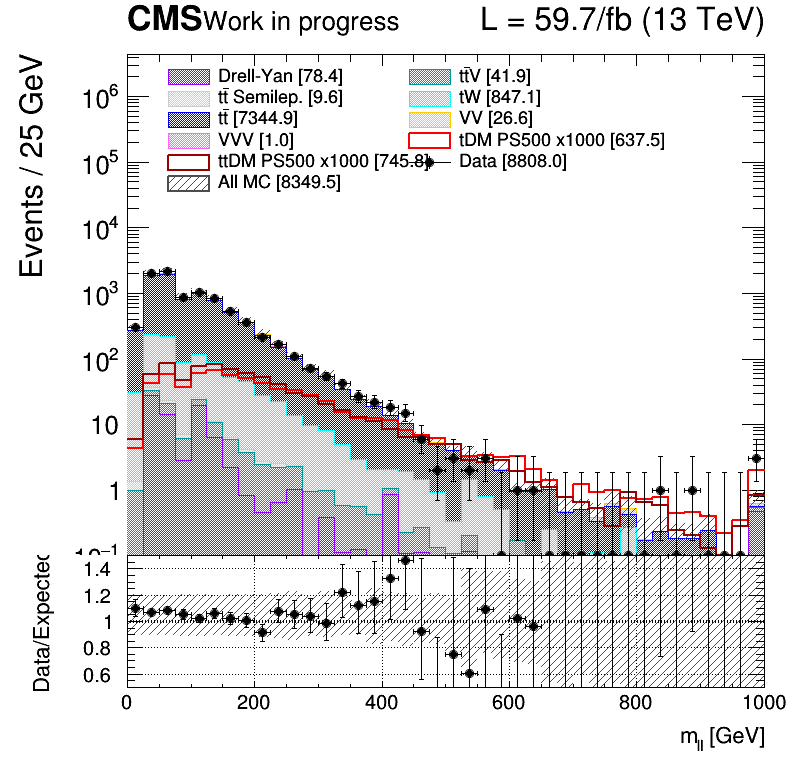 CMS Work in progress L = 59.7/fb (13 TeV)
Events / 25 GeV
Drell-Yan [78.4] tt̄V [41.9]
tt̄ Semilep. [9.6] tW [847.1]
tt̄ [7344.9] VV [26.6]
VVV [1.0] tDM PS500 x1000 [637.5]
ttDM PS500 x1000 [745.8] Data [8808.0]
All MC [8349.5]
10⁶
10⁵
10⁴
10³
10²
10
1
10⁻¹
Data/Expected
1.4
1.2
1
0.8
0.6
0 200 400 600 800 1000
m_ll [GeV]